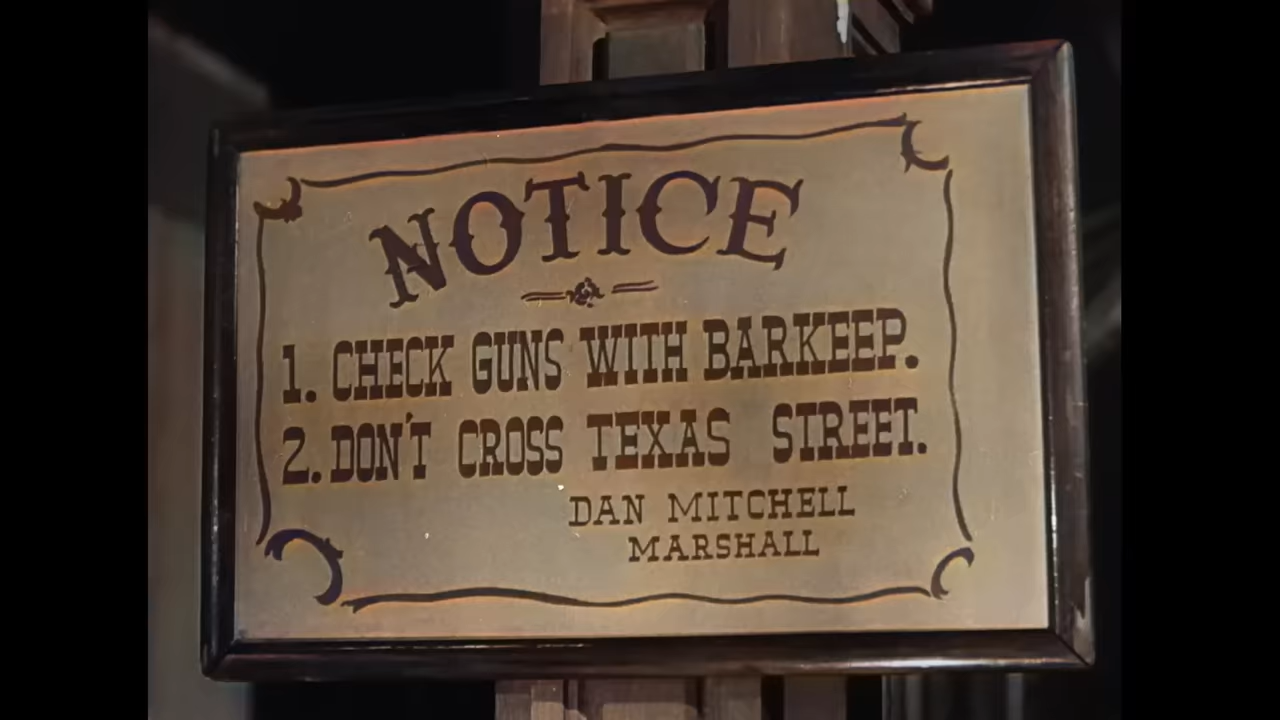 NOTICE
1. CHECK GUNS WITH BARKEEP.
2. DON'T CROSS TEXAS STREET.
DAN MITCHELL
MARSHALL